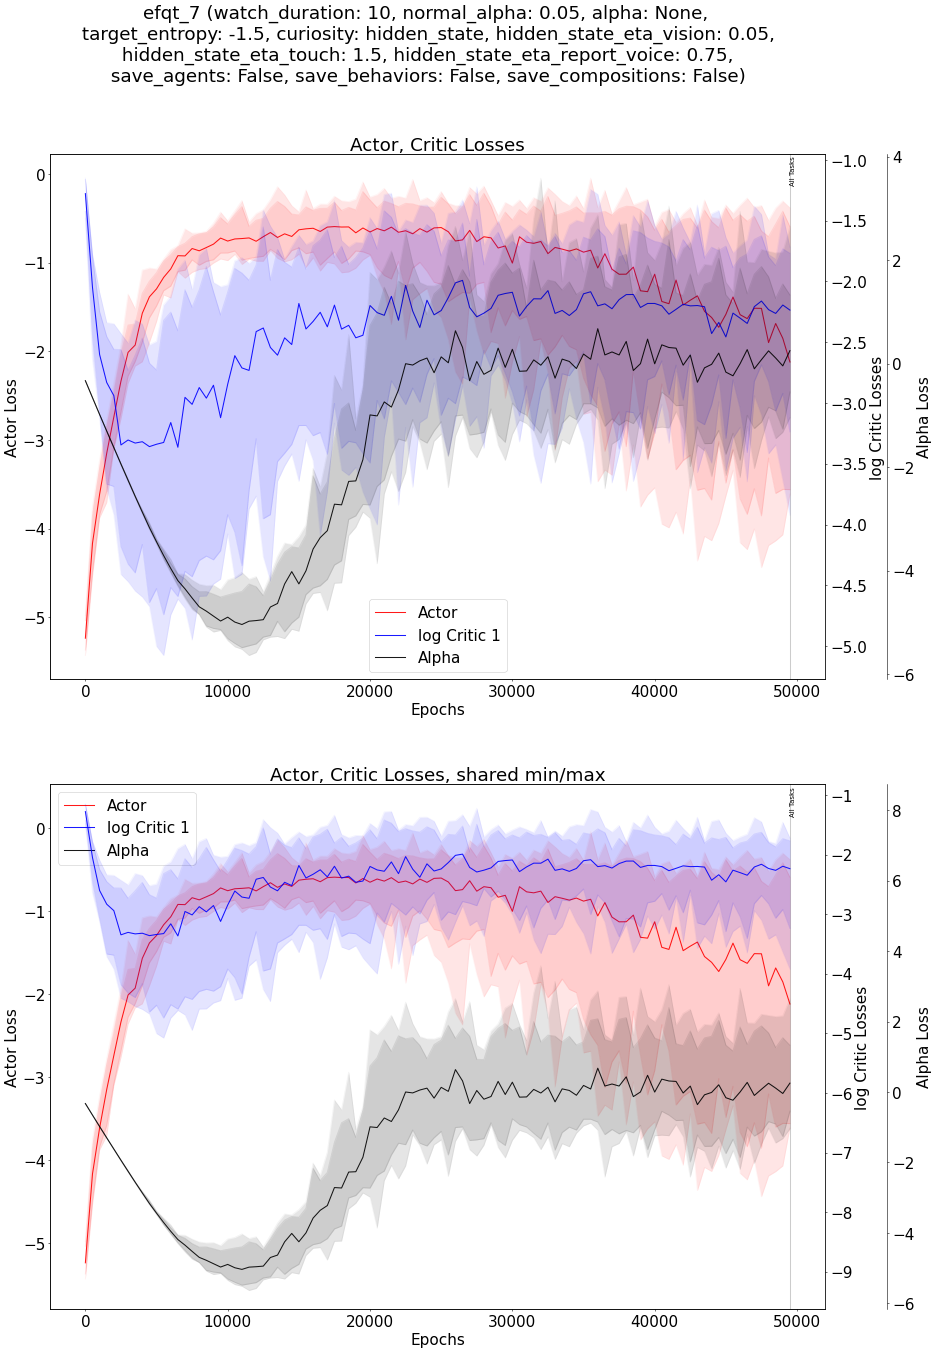 efqt_7 (watch_duration: 10, normal_alpha: 0.05, alpha: None,
target_entropy: -1.5, curiosity: hidden_state, hidden_state_eta_vision: 0.05,
hidden_state_eta_touch: 1.5, hidden_state_eta_report_voice: 0.75,
save_agents: False, save_behaviors: False, save_compositions: False)
Actor, Critic Losses
All Tasks
Actor Loss
0
−1
−2
−3
−4
−5
−1.0
−1.5
−2.0
−2.5
−3.0
−3.5
−4.0
−4.5
−5.0
log Critic Losses
4
2
0
−2
−4
−6
Alpha Loss
Actor
log Critic 1
Alpha
0
10000
20000
30000
40000
50000
Epochs
Actor, Critic Losses, shared min/max
All Tasks
Actor
log Critic 1
Alpha
Actor Loss
0
−1
−2
−3
−4
−5
−1
−2
−3
−4
−5
−6
−7
−8
−9
log Critic Losses
8
6
4
2
0
−2
−4
−6
Alpha Loss
0
10000
20000
30000
40000
50000
Epochs